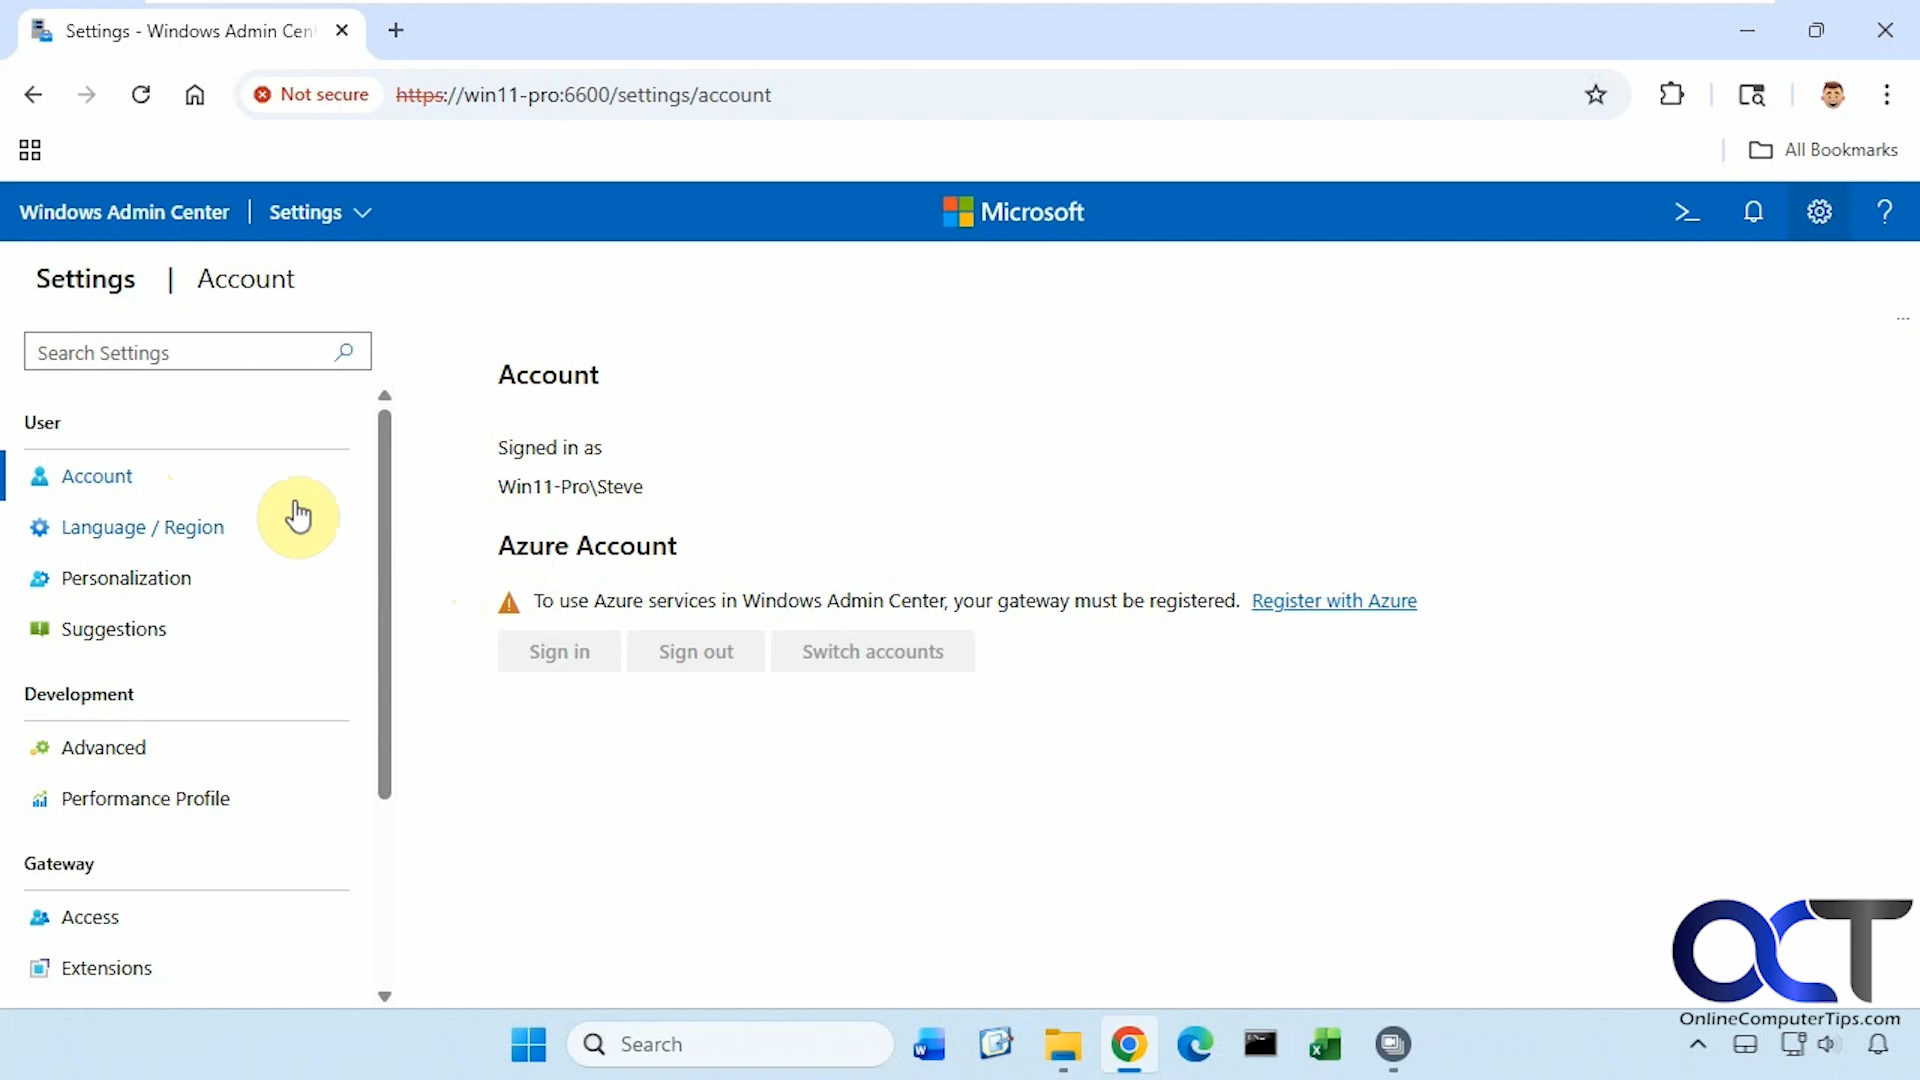 Settings - Windows Admin Cen
Not secure
https://win11-pro:6600/settings/account
All Bookmarks
Windows Admin Center | Settings
Microsoft
?
Settings | Account
...
Search Settings
User
Account
Language / Region
Personalization
Suggestions
Development
Advanced
Performance Profile
Gateway
Access
Extensions
Account
Signed in as
Win11-Pro\Steve
Azure Account
To use Azure services in Windows Admin Center, your gateway must be registered. Register with Azure
Sign in
Sign out
Switch accounts
OCT
OnlineComputerTips.com
Search